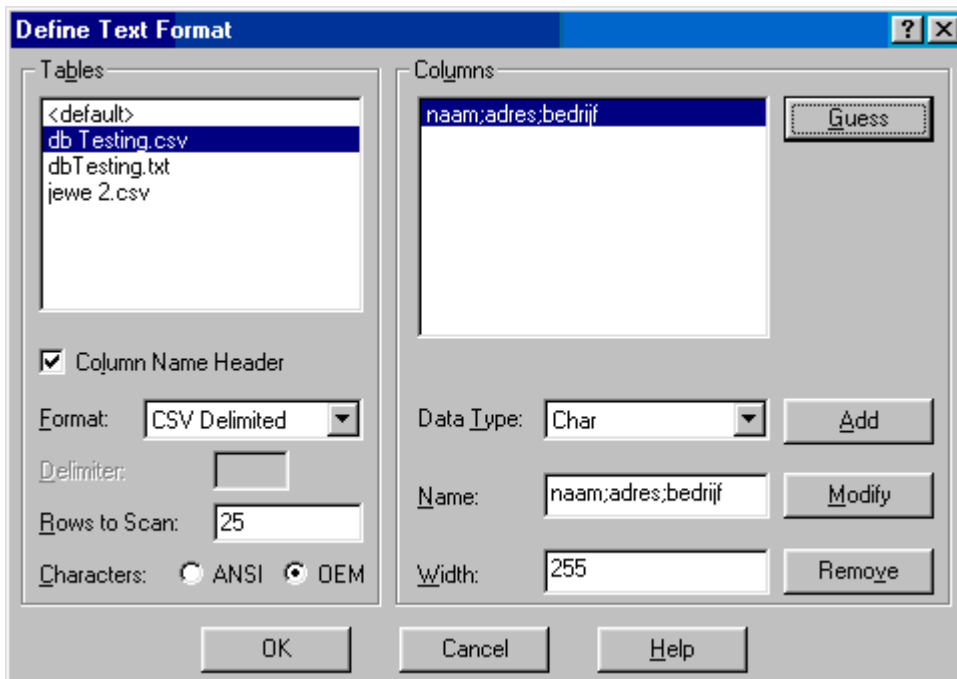 Define Text Format
Tables
<default>
db Testing.csv
dbTesting.txt
jewe 2.csv
Column Name Header
Format: CSV Delimited
Delimiter:
Rows to Scan: 25
Characters: ANSI OEM
Columns
naam;adres;bedrijf
Guess
Data Type: Char
Add
Name: naam;adres;bedrijf
Modify
Width: 255
Remove
OK
Cancel
Help